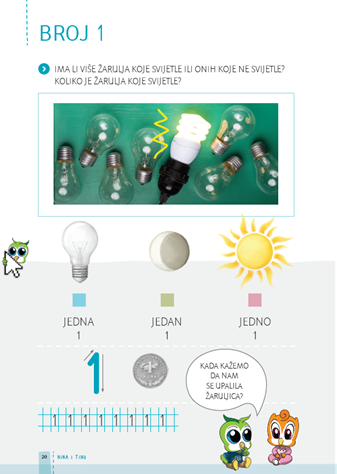 BROJ 1
IMA LI VIŠE ŽARULJA KOJE SVIJETLE ILI ONIH KOJE NE SVIJETLE?
KOLIKO JE ŽARULJA KOJE SVIJETLE?
JEDNA
1
JEDAN
1
JEDNO
1
1
1
KADA KAŽEMO
DA NAM
SE UPALILA
ŽARULJICA?
1 1 1 1 1 1 1 1
20 NINA I TINO